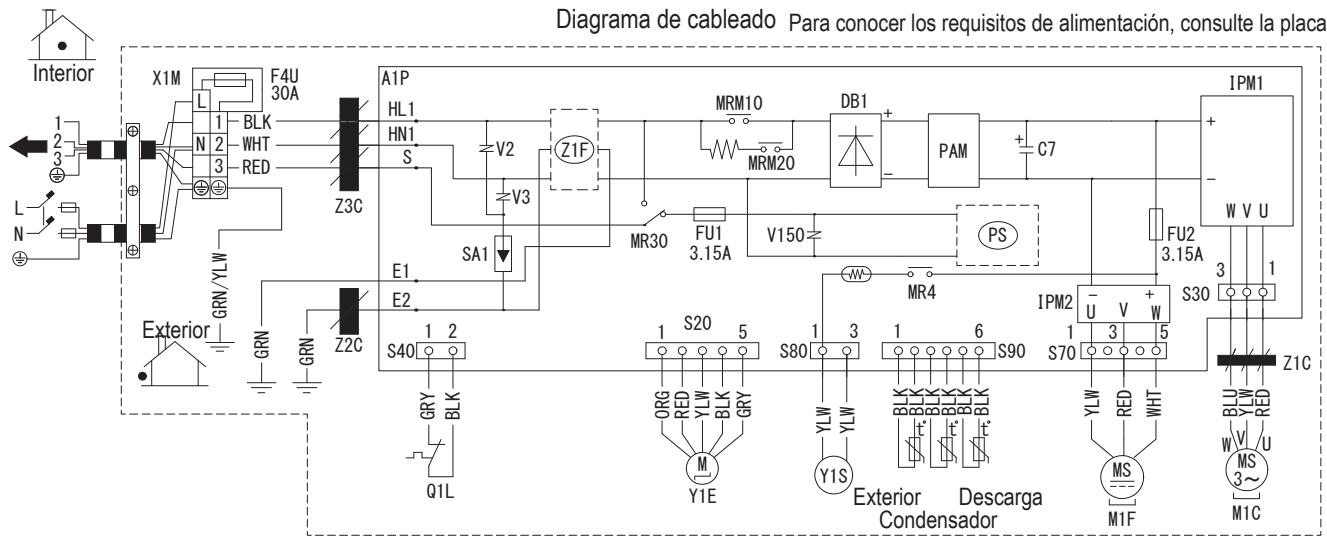 Diagrama de cableado Para conocer los requisitos de alimentación, consulte la placa
Interior
X1M
F4U
30A
A1P
IPM1
L
1 BLK
N 2 WHT
3 RED
1
2
3
L
N
HL1
HN1
S
Z3C
V2
V3
Z1F
SA1
MRM10
MRM20
DB1
+
-
PAM
+
C7
+
-
W V U
MR30
FU1
3.15A
V150
PS
FU2
3.15A
MR4
GRN/YLW
E1
E2
GRN
GRN
Z2C
Exterior
IPM2
- +
U V W
3 1
S30
Z1C
S40 1 2
S20
1 5
S80 1 3
1 6 S90
S70 1 3 5
GRY
BLK
Q1L
ORG
RED
YLW
BLK
GRY
M
Y1E
YLW
YLW
Y1S
BLK
BLK
BLK
BLK
BLK
BLK
t°
t°
t°
Exterior Descarga
Condensador
YLW
RED
WHT
MS
M1F
BLU
YLW
RED
W V U
MS
3~
M1C